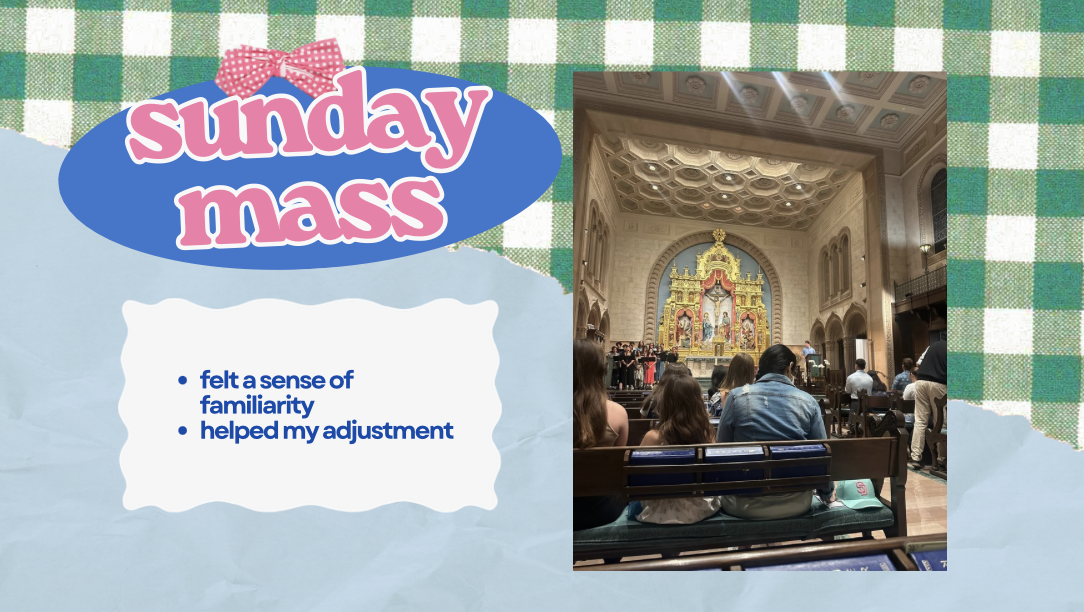 sunday
mass
• felt a sense of
familiarity
• helped my adjustment